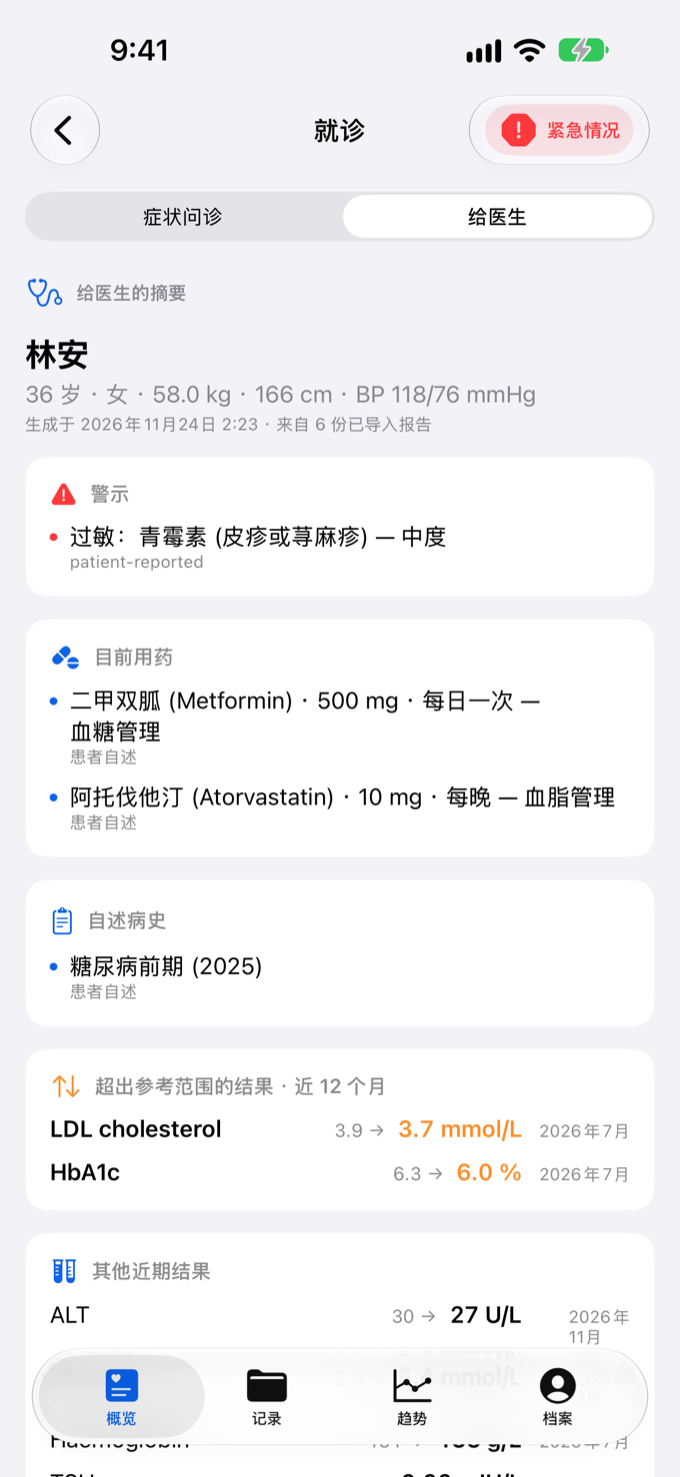 9:41
就诊
紧急情况
症状问诊
给医生
给医生的摘要
林安
36 岁 · 女 · 58.0 kg · 166 cm · BP 118/76 mmHg
生成于 2026年11月24日 2:23 · 来自 6 份已导入报告
警示
过敏：青霉素 (皮疹或荨麻疹) — 中度
patient-reported
目前用药
二甲双胍 (Metformin) · 500 mg · 每日一次 —
血糖管理
患者自述
阿托伐他汀 (Atorvastatin) · 10 mg · 每晚 — 血脂管理
患者自述
自述病史
糖尿病前期 (2025)
患者自述
超出参考范围的结果 · 近 12 个月
LDL cholesterol 3.9 → 3.7 mmol/L 2026年7月
HbA1c 6.3 → 6.0 % 2026年7月
其他近期结果
ALT 30 → 27 U/L 2026年
11月
mmol/L
概览
记录
趋势
档案
Haemoglobin